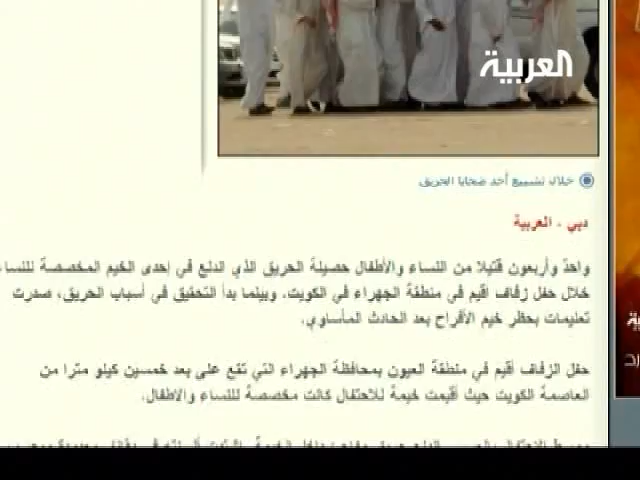 العربية
خلال تشييع أحد ضحايا الحريق
دبي - العربية
واحدٌ وأربعون قتيلا من النساء والأطفال حصيلة الحريق الذي اندلع في إحدى الخيم المخصصة للنساء
خلال حفل زفاف أقيم في منطقة الجهراء في الكويت. وبينما بدأ التحقيق في أسباب الحريق، صدرت
تعليمات بحظر خيم الأفراح بعد الحادث المأساوي.
حفل الزفاف أقيم في منطقة العيون بمحافظة الجهراء التي تقع على بعد خمسين كيلو مترا من
العاصمة الكويت حيث أقيمت خيمة للاحتفال كانت مخصصة للنساء والاطفال.